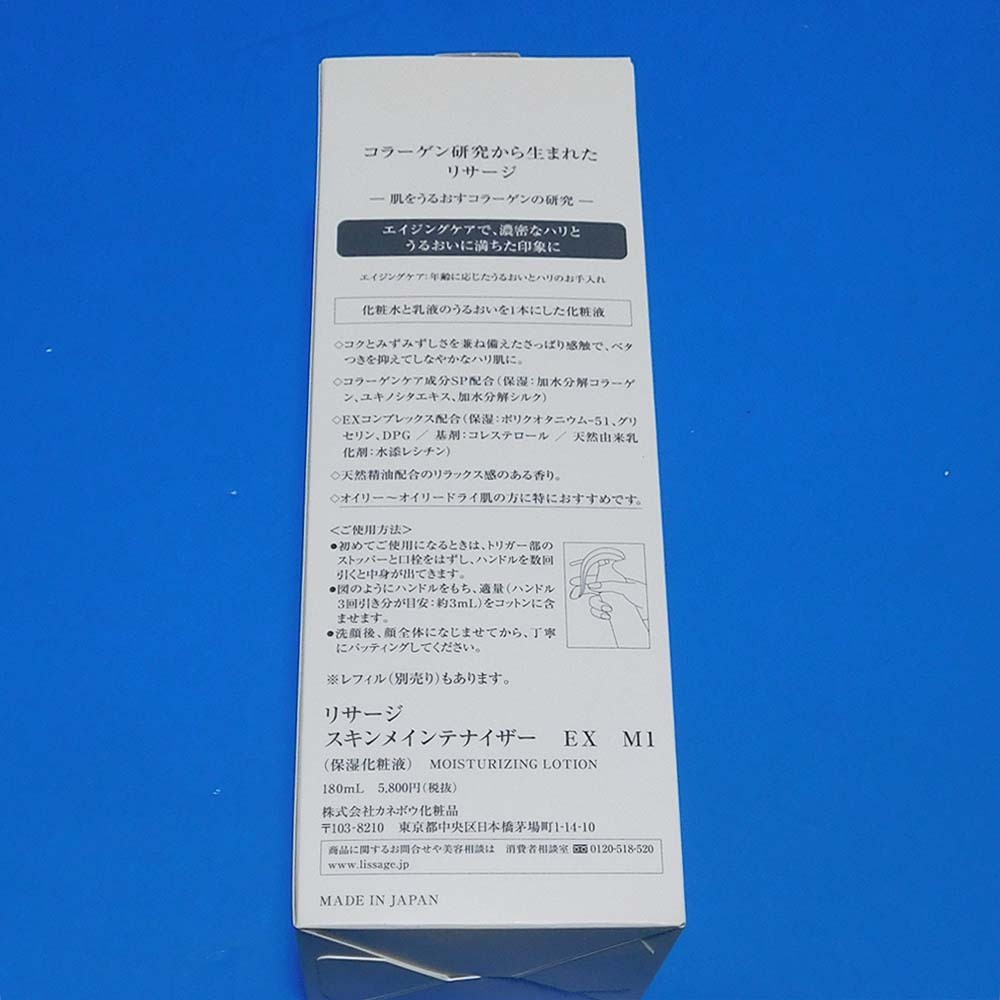 コラーゲン研究から生まれた
リサージ
― 肌をうるおすコラーゲンの研究 ―
エイジングケアで、濃密なハリと
うるおいに満ちた印象に
エイジングケア:年齢に応じたうるおいとハリのお手入れ
化粧水と乳液のうるおいを1本にした化粧液
◇コクとみずみずしさを兼ね備えたさっぱり感触で、ベタ
つきを抑えてしなやかなハリ肌に。
◇コラーゲンケア成分SP配合(保湿:加水分解コラーゲ
ン、ユキノシタエキス、加水分解シルク)
◇EXコンプレックス配合(保湿:ポリクオタニウム-51、グリ
セリン、DPG ／ 基剤:コレステロール ／ 天然由来乳
化剤:水添レシチン)
◇天然精油配合のリラックス感のある香り。
◇オイリー～オイリードライ肌の方に特におすすめです。
＜ご使用方法＞
●初めてご使用になるときは、トリガー部の
ストッパーと口栓をはずし、ハンドルを数回
引くと中身が出てきます。
●図のようにハンドルをもち、適量(ハンドル
3回引き分が目安:約3mL)をコットンに含
ませます。
●洗顔後、顔全体になじませてから、丁寧
にパッティングしてください。
※レフィル(別売り)もあります。
リサージ
スキンメインテナイザー EX M1
(保湿化粧液) MOISTURIZING LOTION
180mL 5,800円(税抜)
株式会社カネボウ化粧品
〒103-8210 東京都中央区日本橋茅場町1-14-10
商品に関するお問合せや美容相談は 消費者相談室 0120-518-520
www.lissage.jp
MADE IN JAPAN